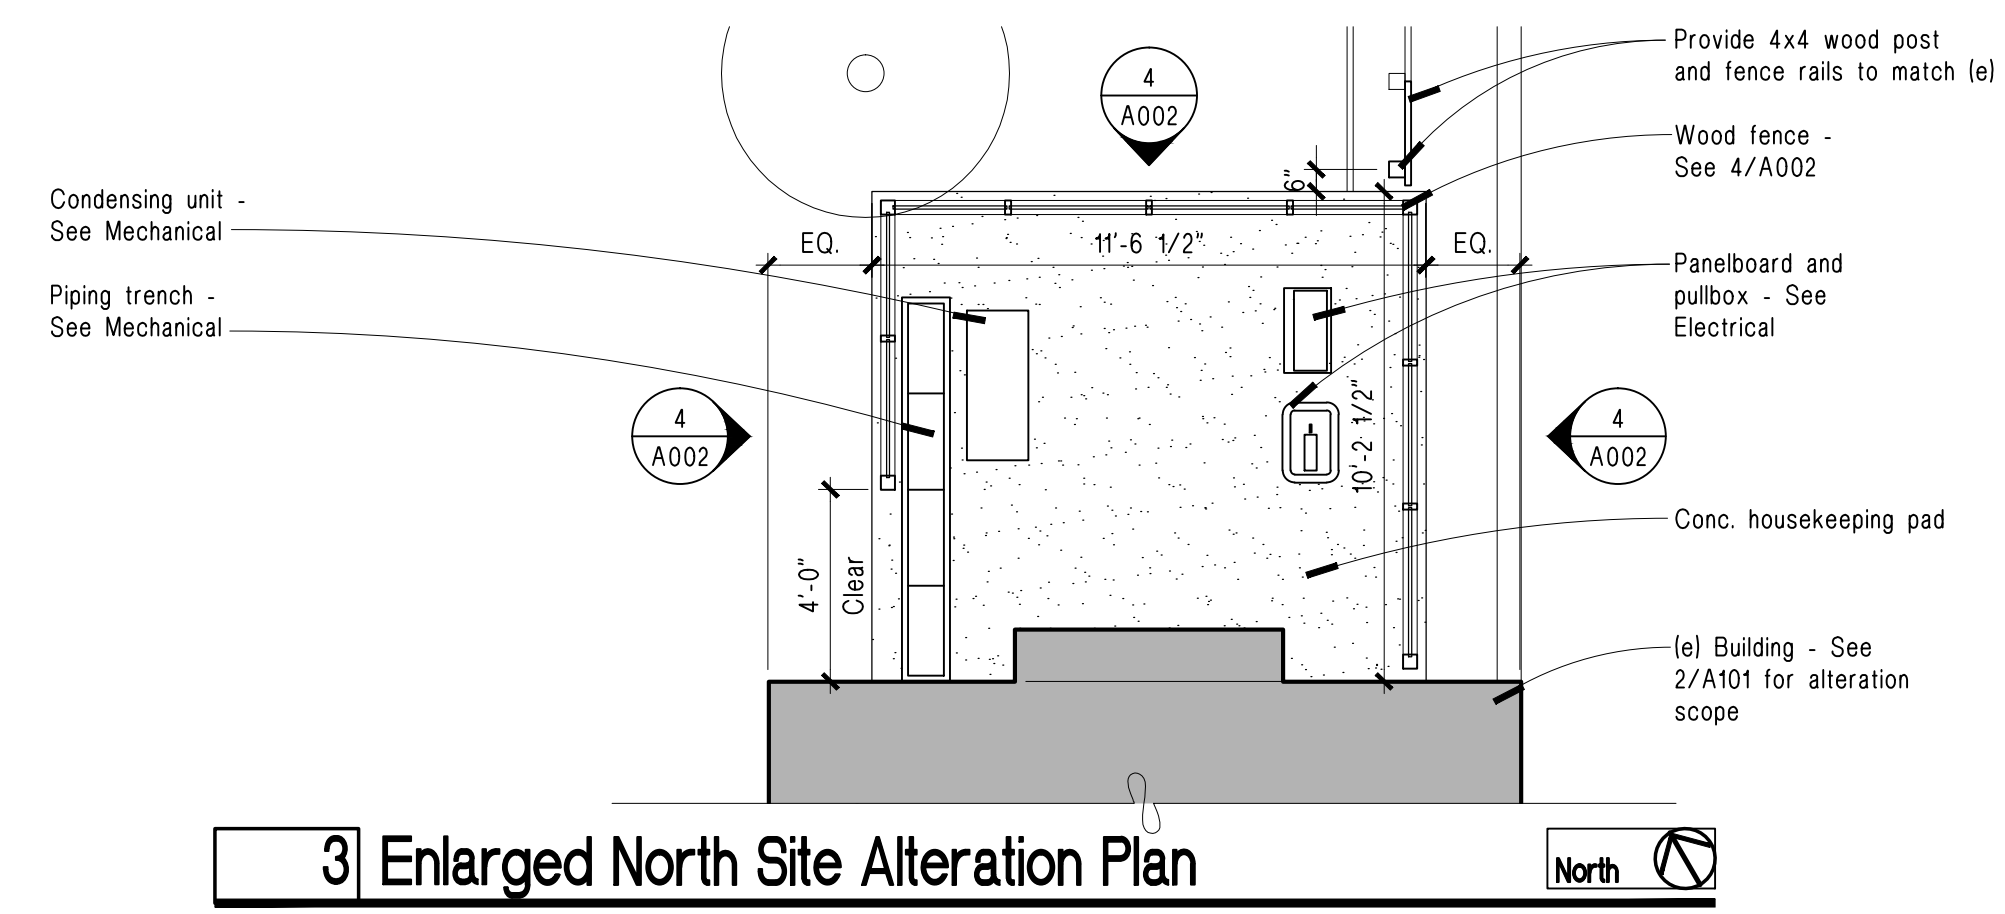 Provide 4x4 wood post
and fence rails to match (e)
4
A002
Wood fence -
See 4/A002
6"
Condensing unit -
See Mechanical
EQ.
11'-6 1/2"
EQ.
Panelboard and
pullbox - See
Electrical
Piping trench -
See Mechanical
4
A002
10'-2 1/2"
4
A002
Conc. housekeeping pad
4'-0"
Clear
(e) Building - See
2/A101 for alteration
scope
3 Enlarged North Site Alteration Plan
North